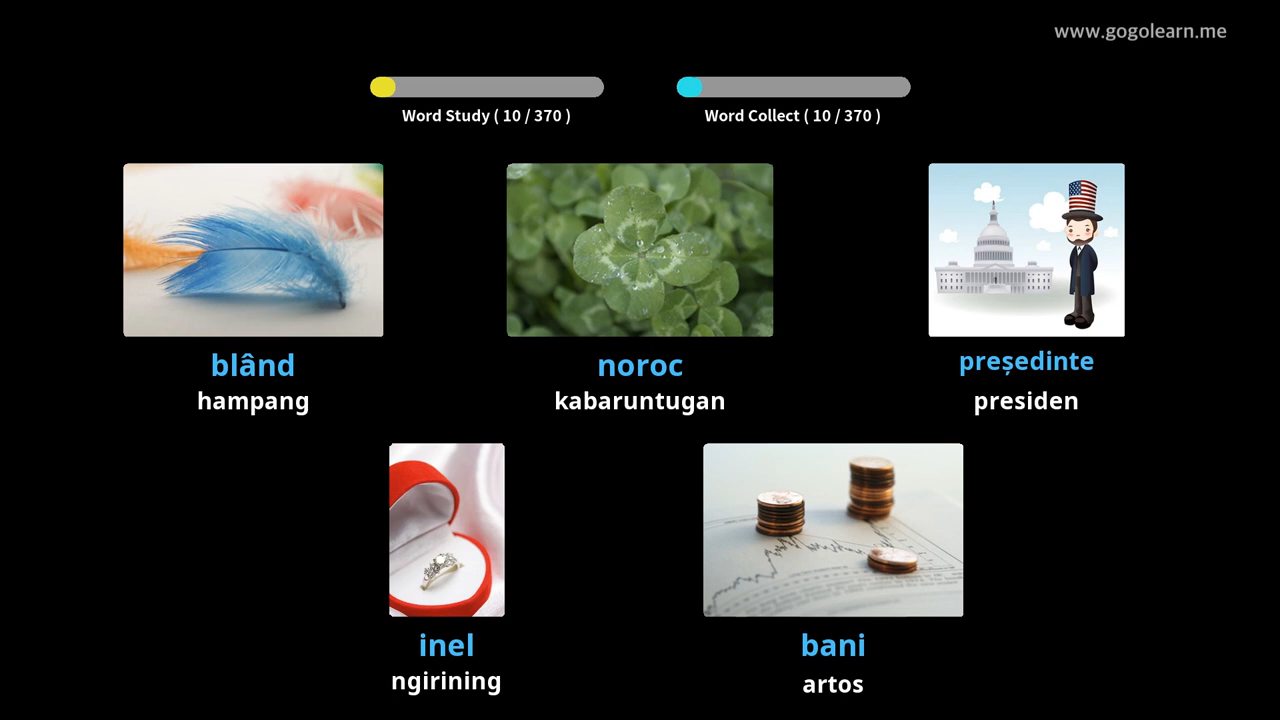 www.gogolearn.me
Word Study ( 10 / 370 )
Word Collect ( 10 / 370 )
blând
hampang
noroc
kabaruntugan
președinte
presiden
inel
ngirining
bani
artos